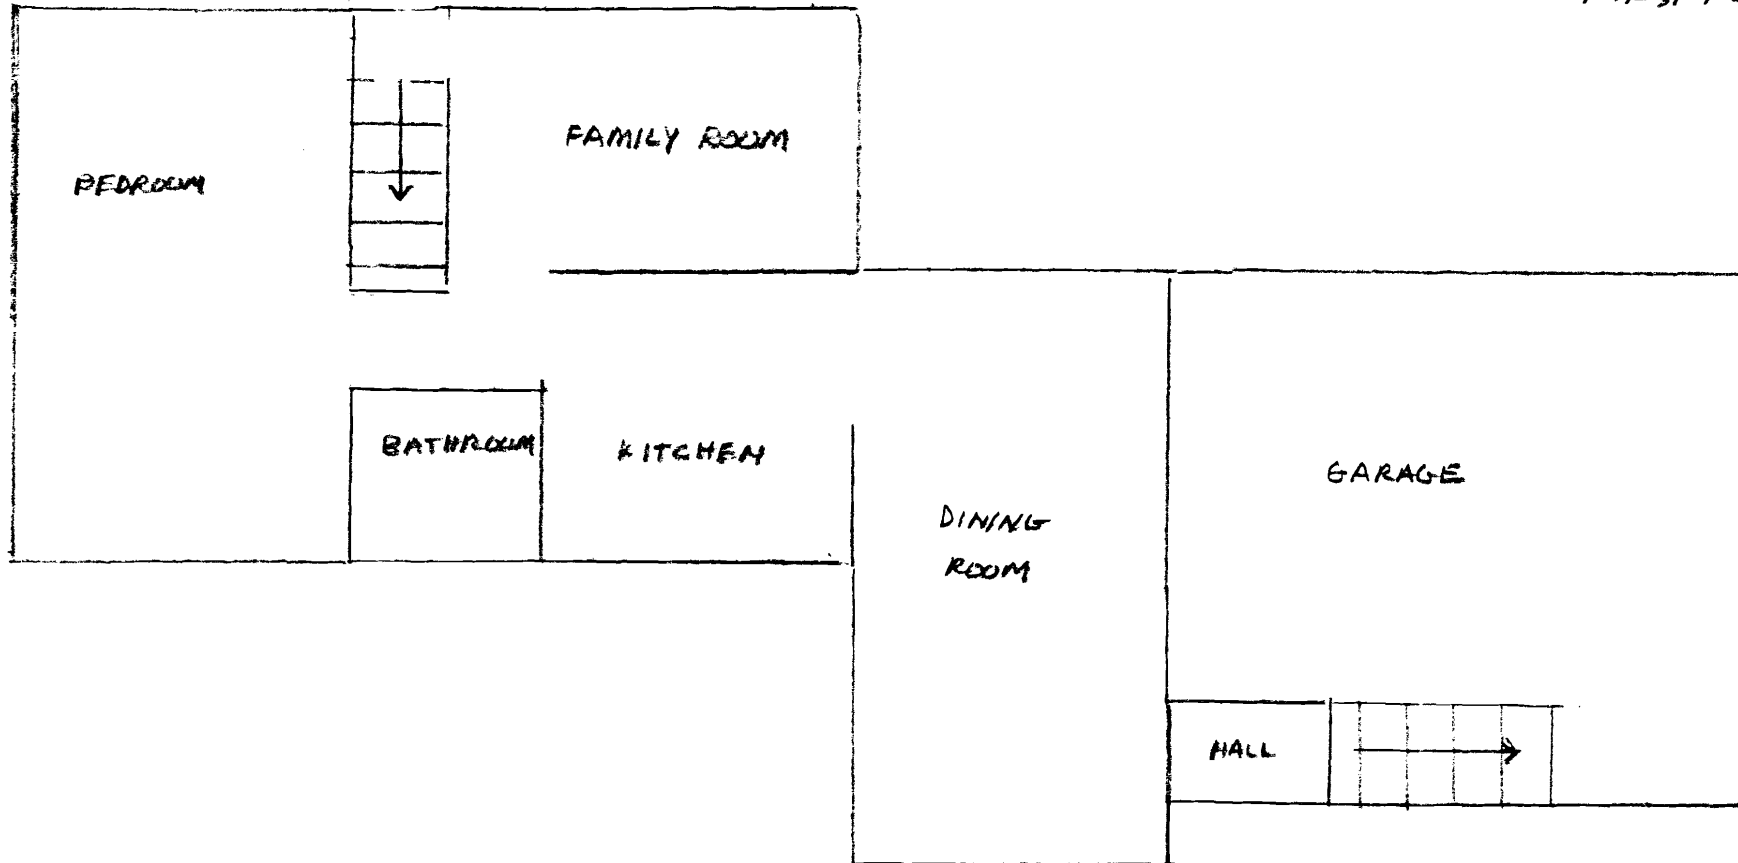 FAMILY ROOM
BEDROOM
BATHROOM
KITCHEN
GARAGE
DINING
ROOM
HALL